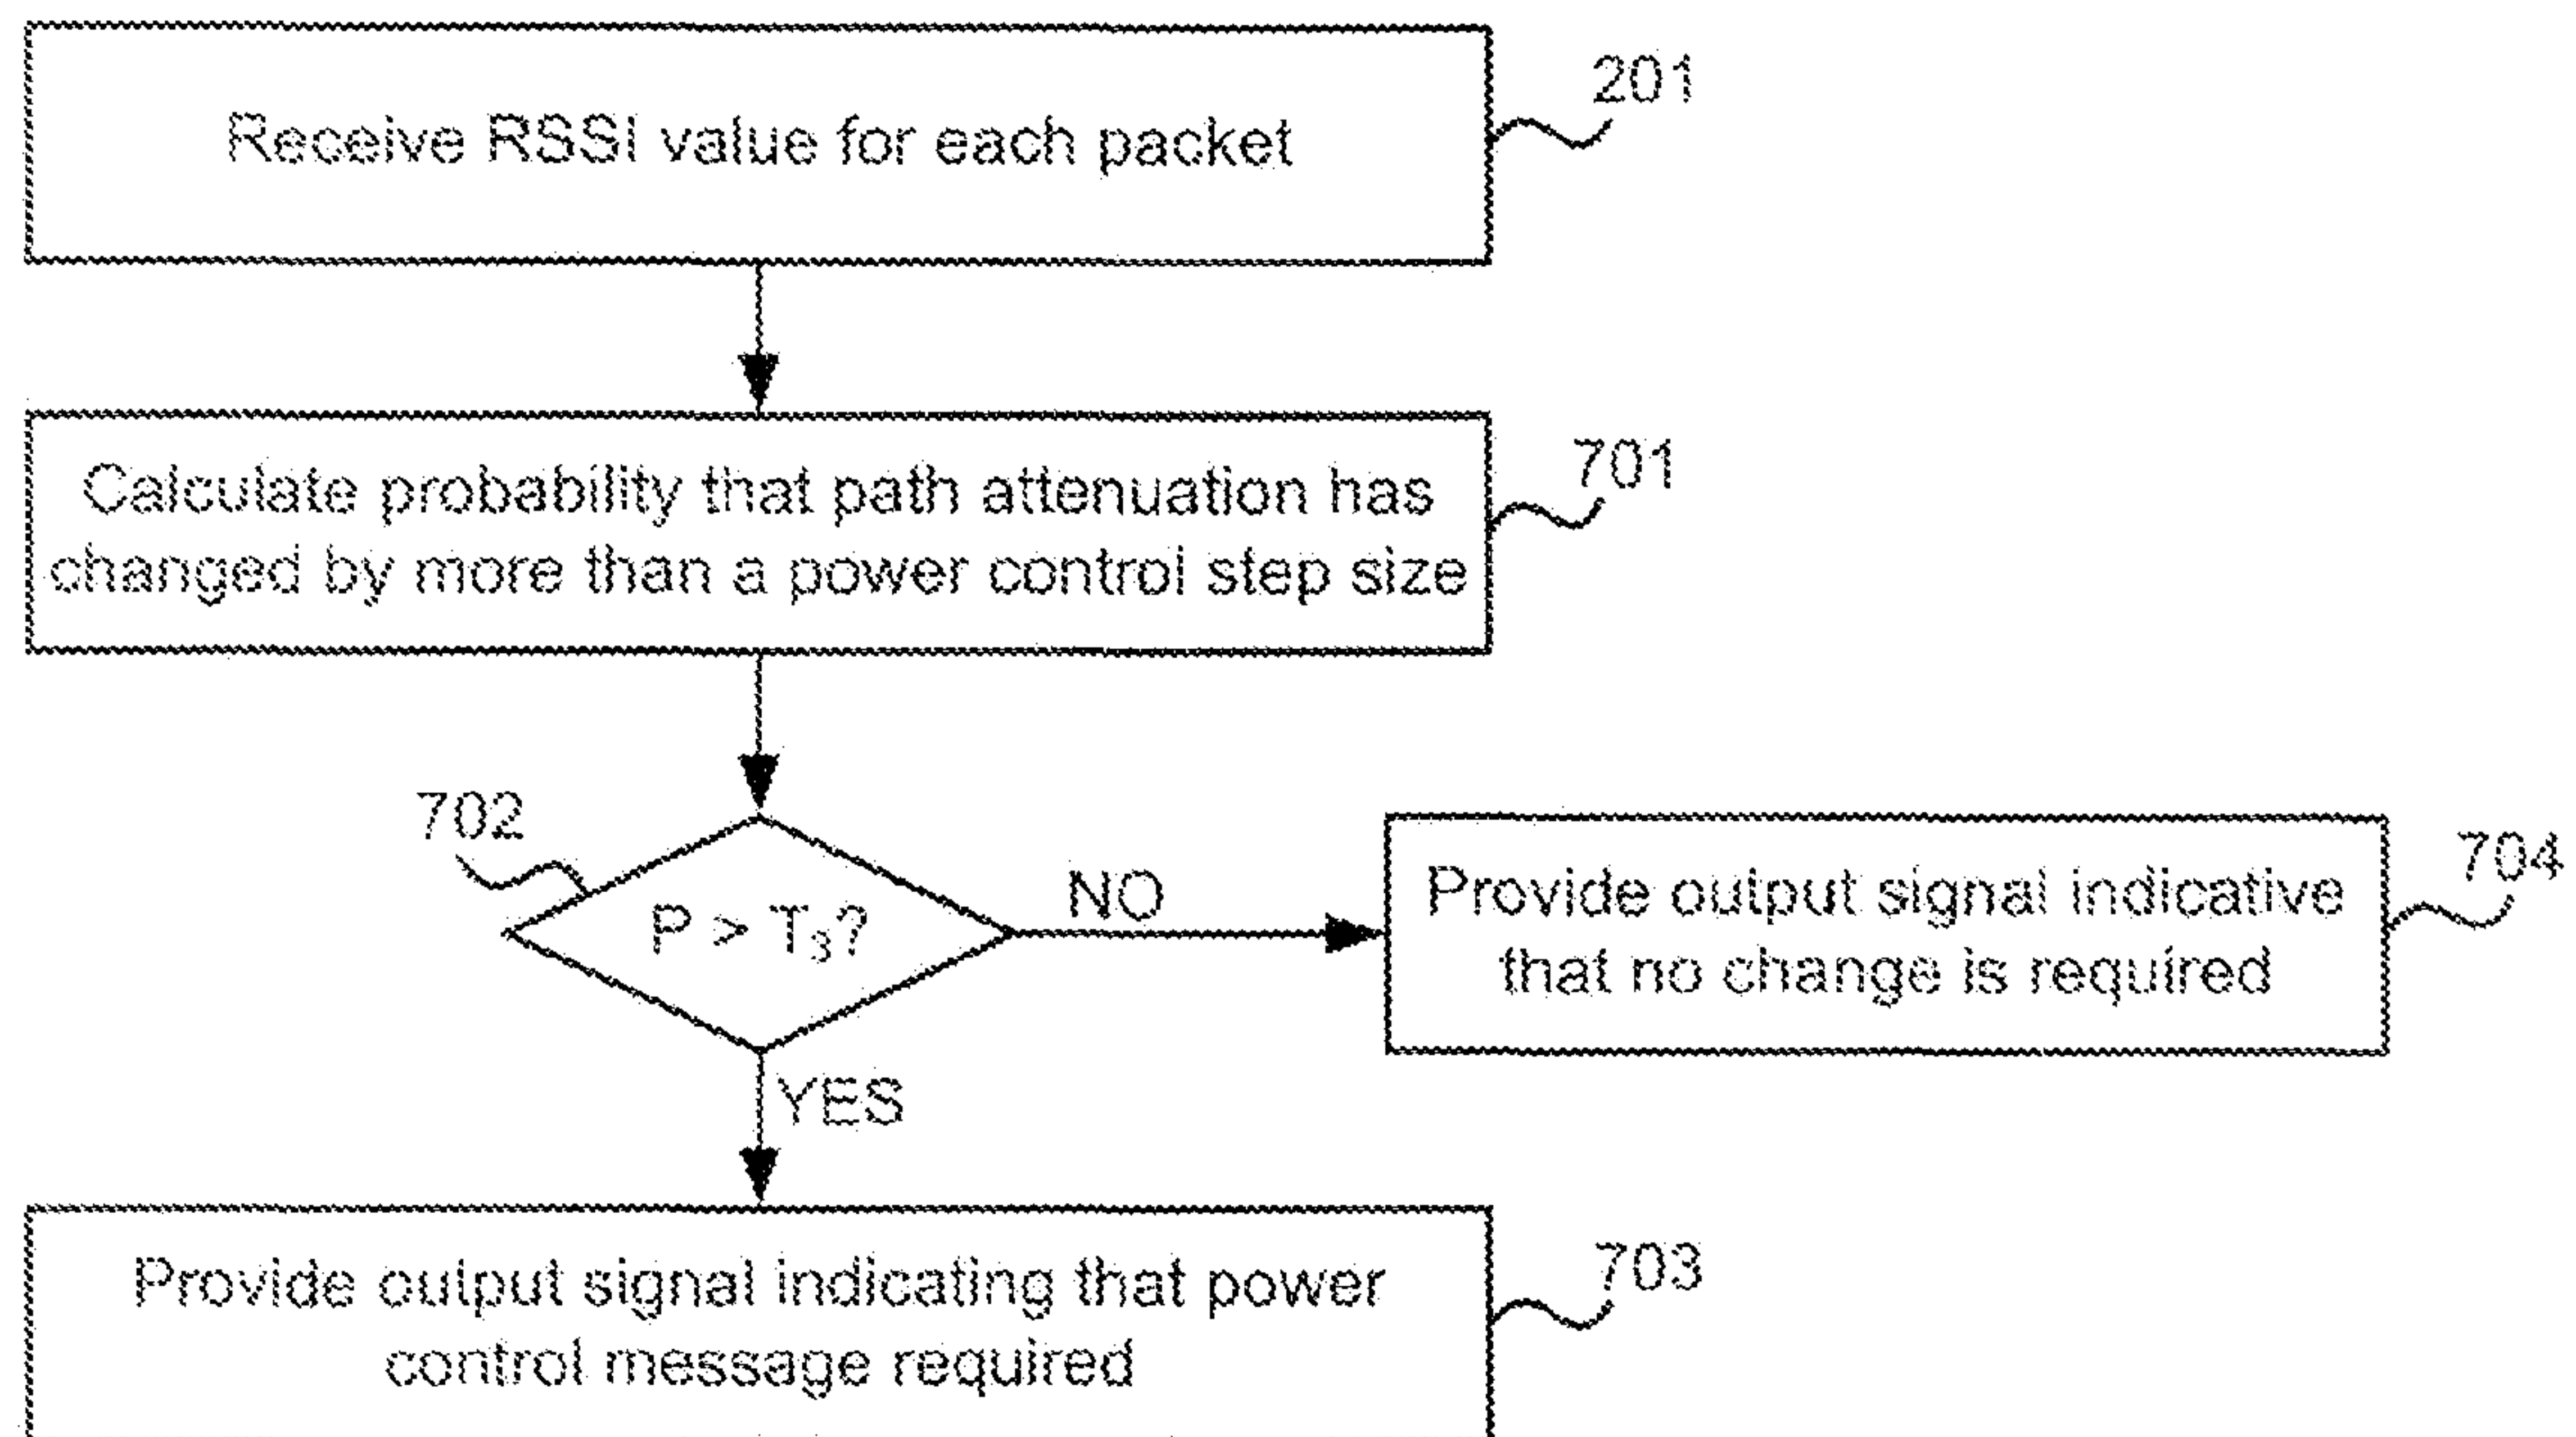 Receive RSSI value for each packet
201
Calculate probability that path attenuation has
changed by more than a power control step size
701
702
P > T₃?
NO
Provide output signal indicative
that no change is required
704
YES
Provide output signal indicating that power
control message required
703